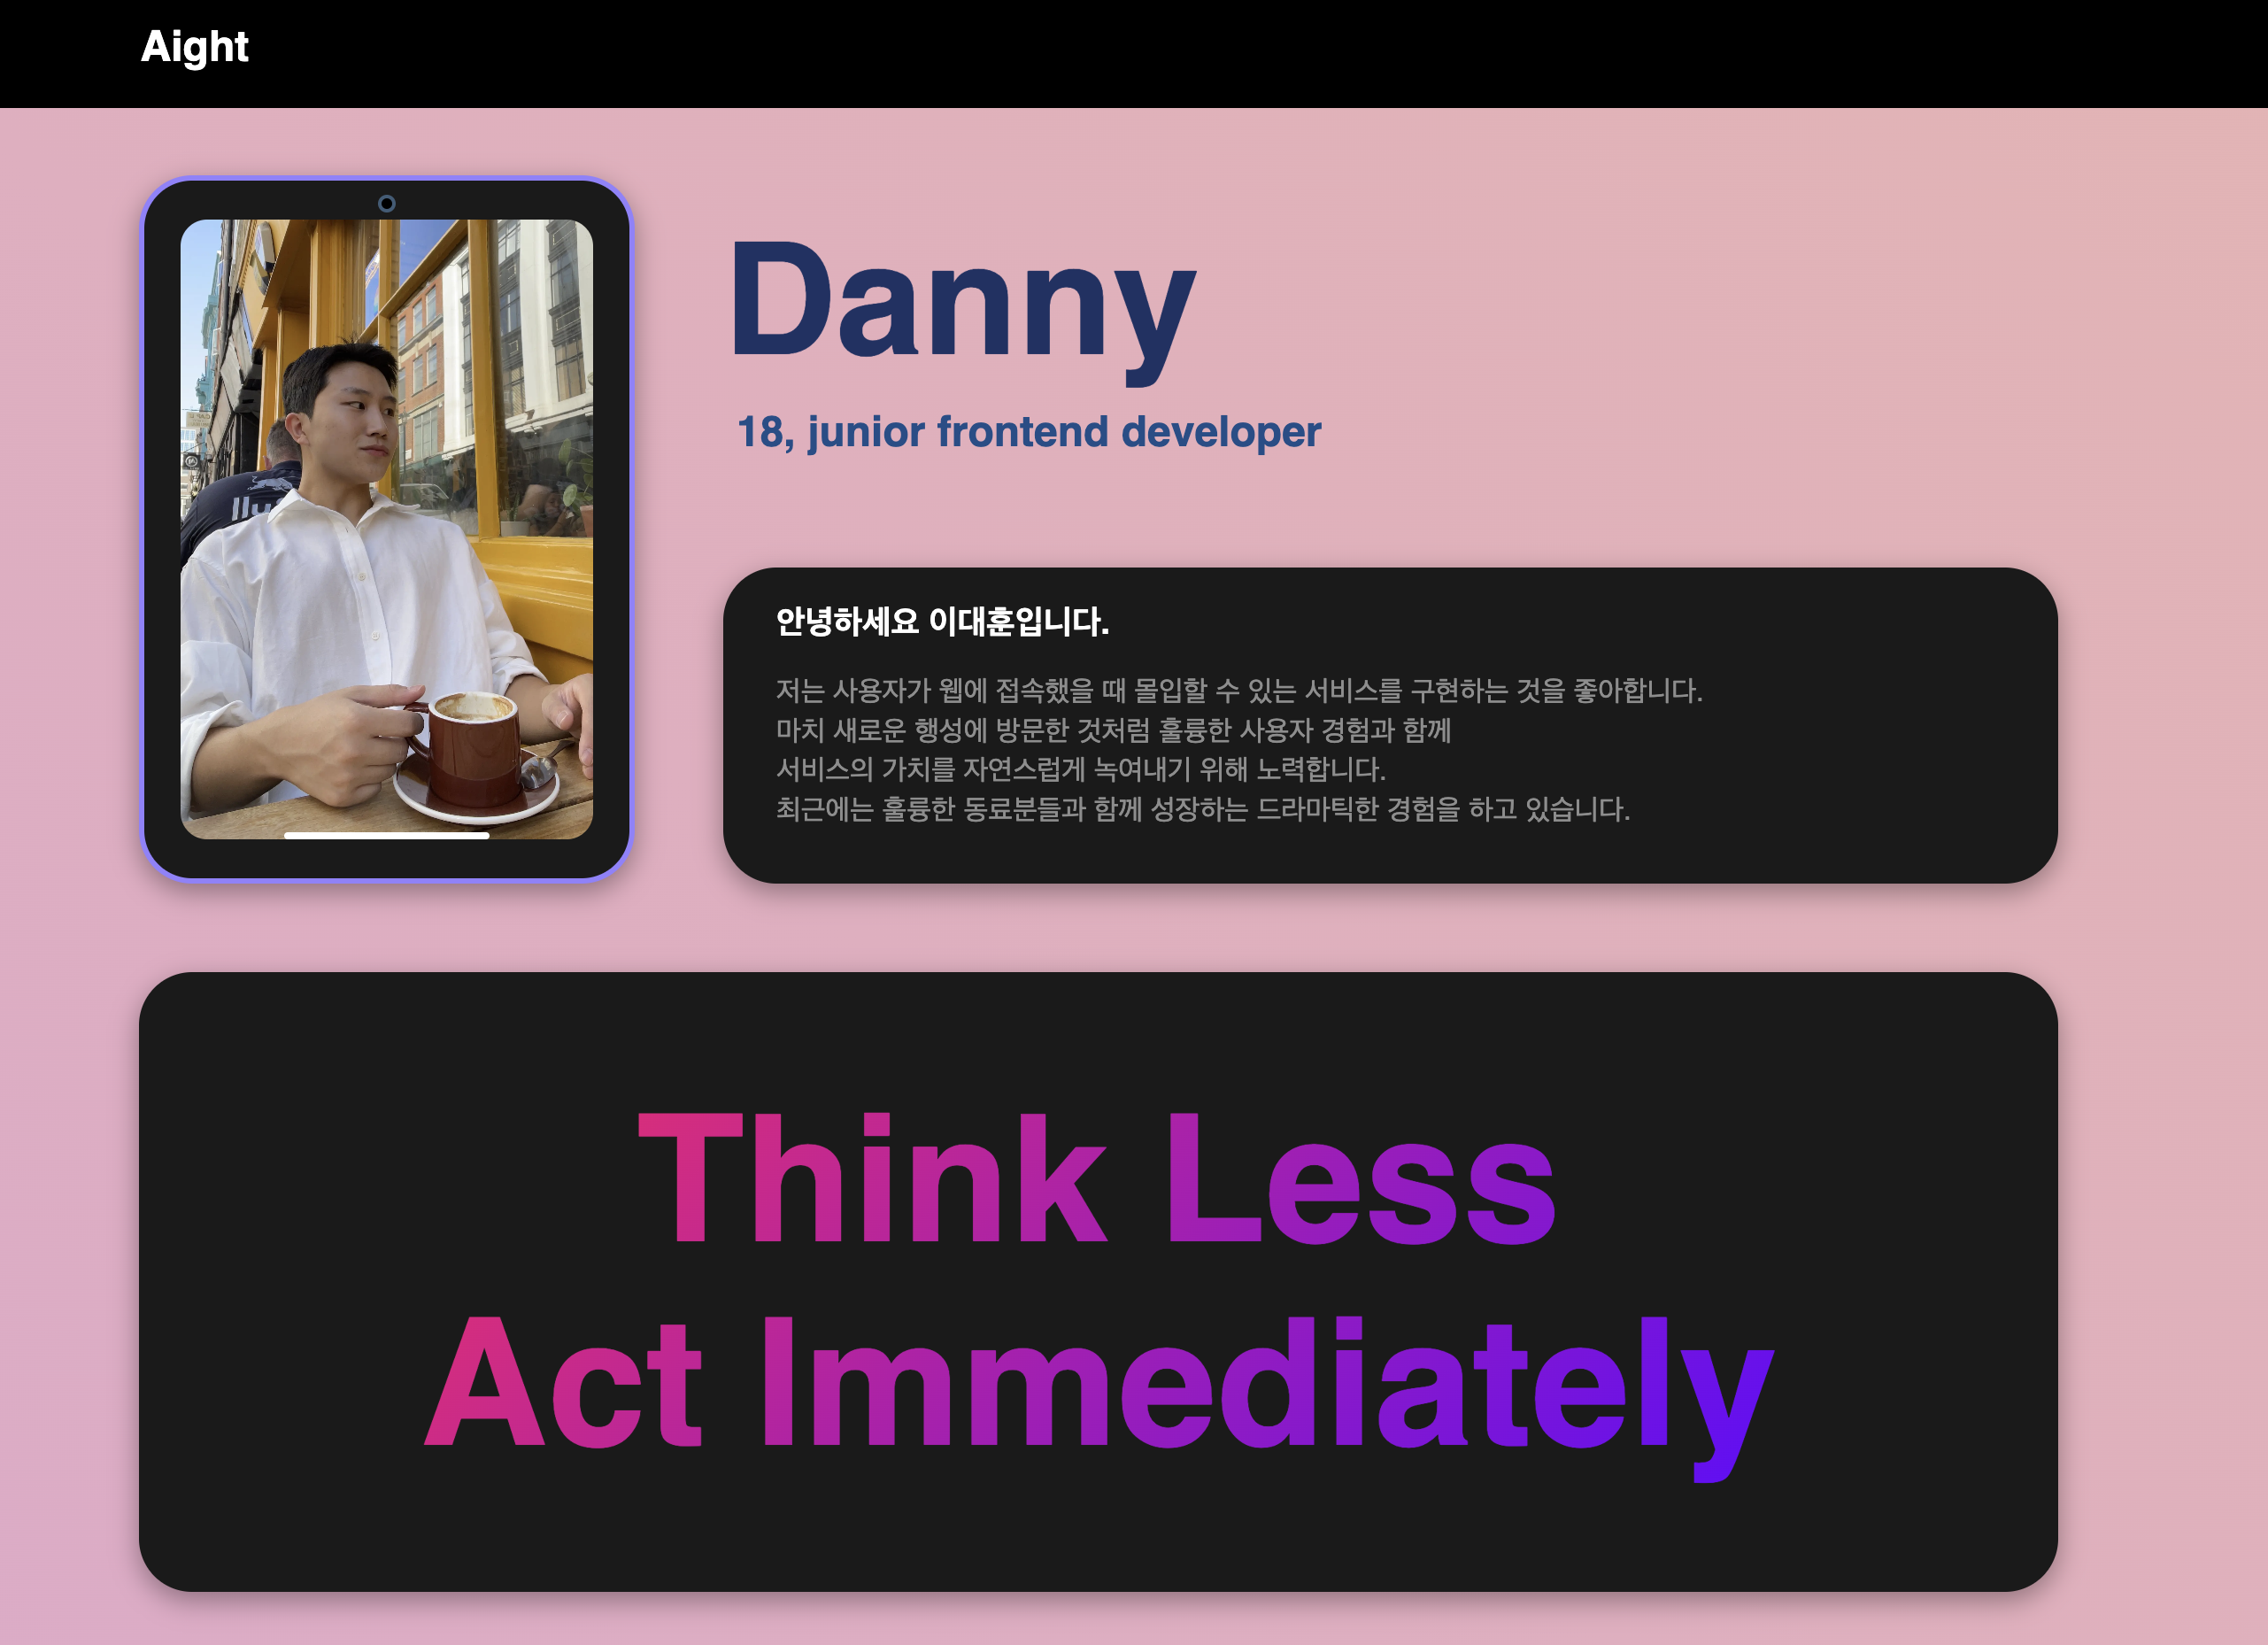 Aight
Danny
18, junior frontend developer
안녕하세요 이대훈입니다.
저는 사용자가 웹에 접속했을 때 몰입할 수 있는 서비스를 구현하는 것을 좋아합니다.
마치 새로운 행성에 방문한 것처럼 훌륭한 사용자 경험과 함께
서비스의 가치를 자연스럽게 녹여내기 위해 노력합니다.
최근에는 훌륭한 동료분들과 함께 성장하는 드라마틱한 경험을 하고 있습니다.
Think Less
Act Immediately